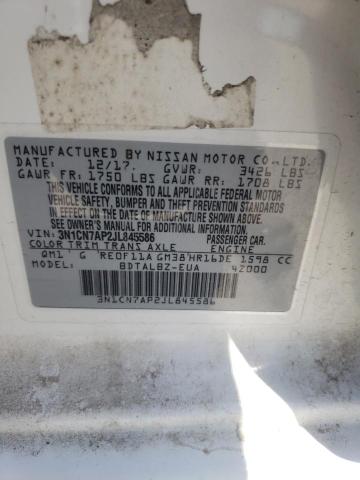 MANUFACTURED BY NISSAN MOTOR CO.,LTD.
DATE: 12/17 GVWR: 3426 LBS
GAWR FR: 1750 LBS GAWR RR: 1708 LBS
THIS VEHICLE CONFORMS TO ALL APPLICABLE FEDERAL MOTOR
VEHICLE SAFETY, BUMPER, AND THEFT PREVENTION
STANDARDS IN EFFECT ON THE DATE OF
MANUFACTURE SHOWN ABOVE.
SEE OWNER'S MANUAL FOR ADDITIONAL SPECIFICATIONS.
PASSENGER CAR
VIN: 3N1CN7AP2JL845586
COLOR TRIM TRANS AXLE ENGINE
QM1 G RE0F11A GM38 HR16DE 1598 CC
MODEL: BDTALBZ-EUA 42000
3N1CN7AP2JL845586